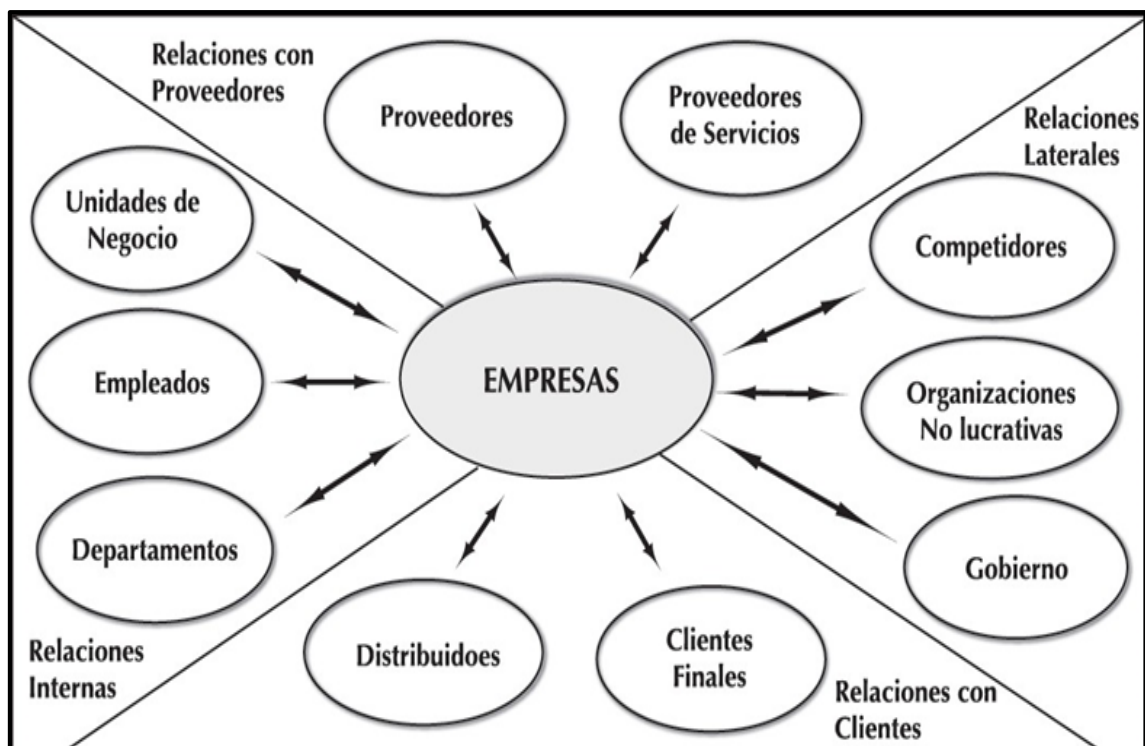 Relaciones con
Proveedores
Proveedores
Proveedores
de Servicios
Relaciones
Laterales
Unidades de
Negocio
Competidores
Empleados
EMPRESAS
Organizaciones
No lucrativas
Departamentos
Gobierno
Relaciones
Internas
Distribuidoes
Clientes
Finales
Relaciones con
Clientes